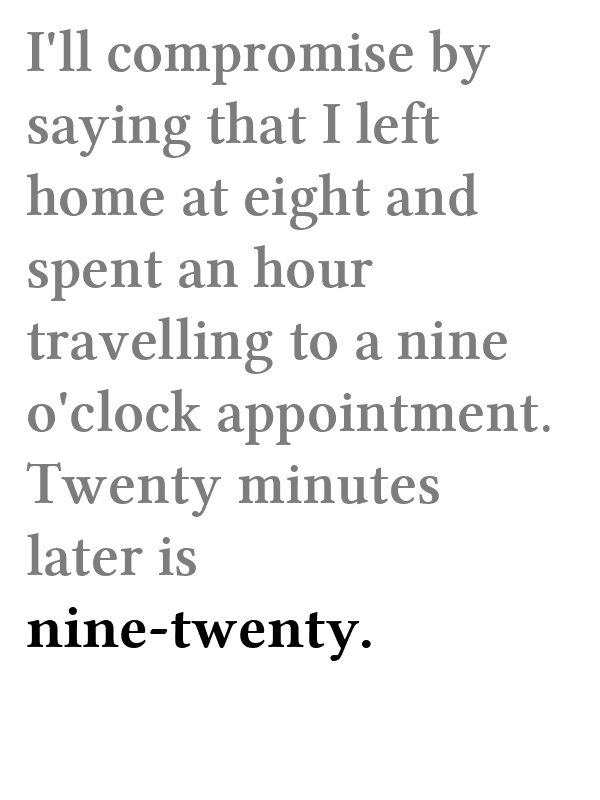 I'll compromise by
saying that I left
home at eight and
spent an hour
travelling to a nine
o'clock appointment.
Twenty minutes
later is
nine-twenty.